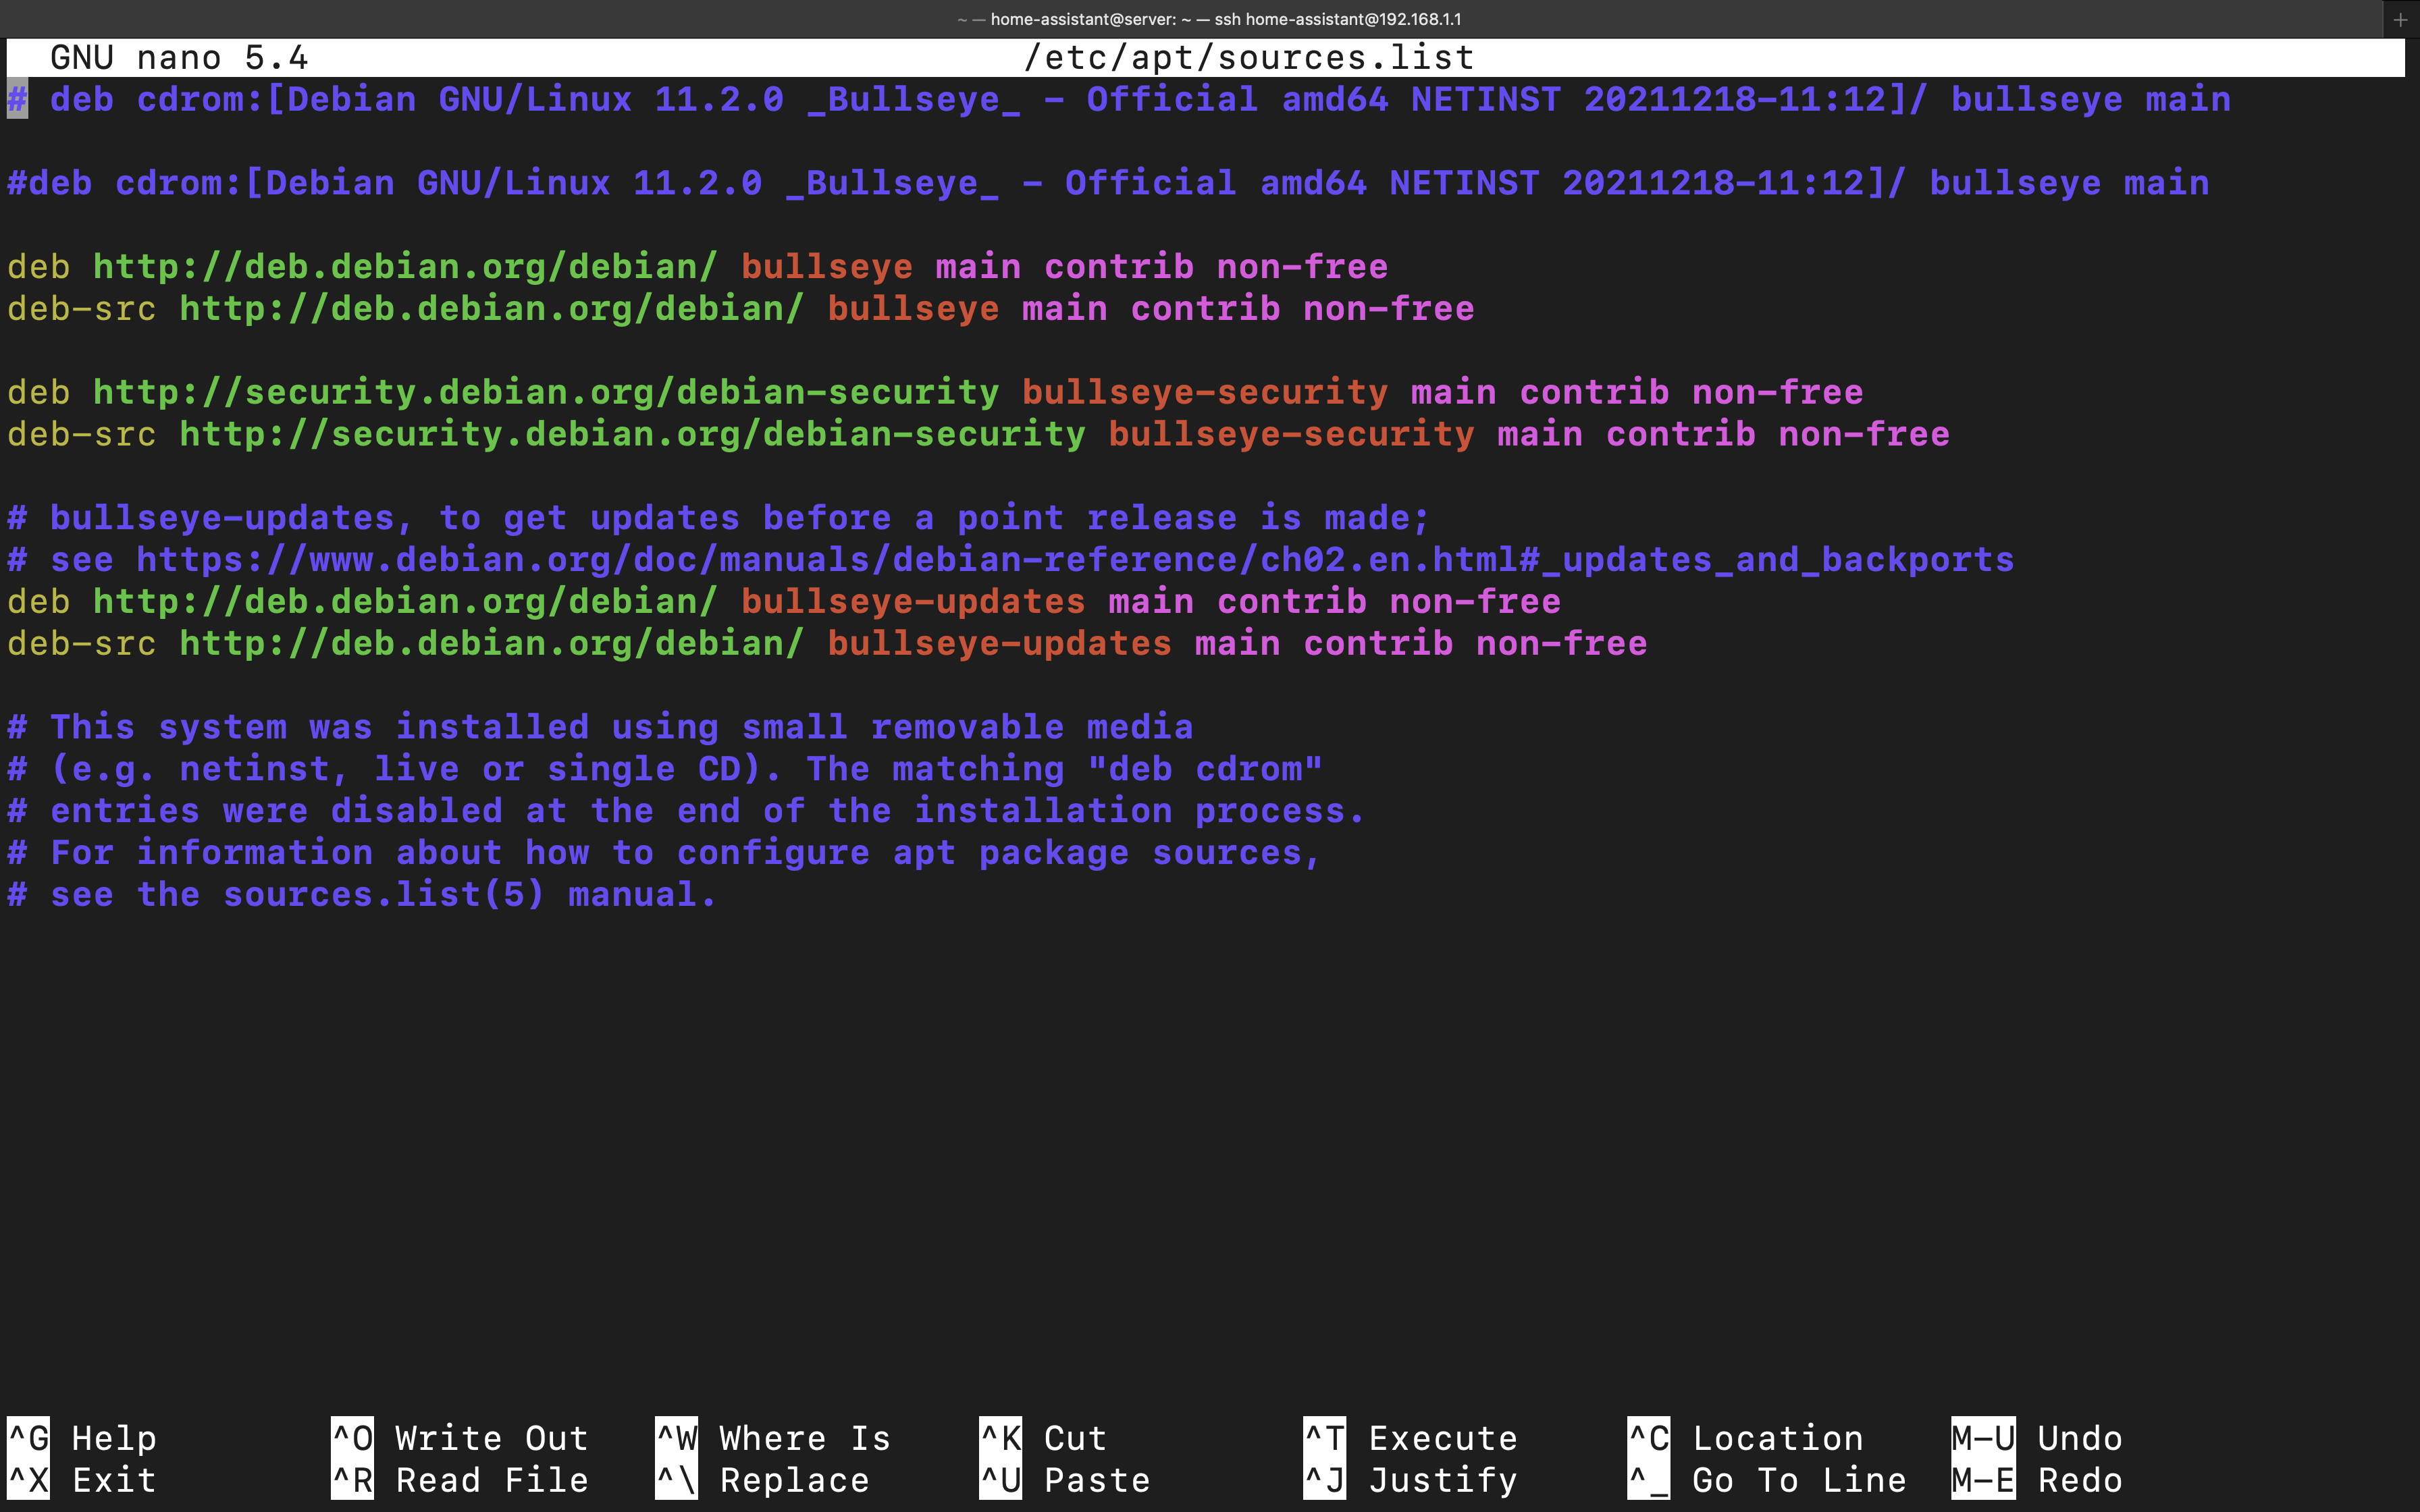 ~ — home-assistant@server: ~ — ssh home-assistant@192.168.1.1 +
GNU nano 5.4 /etc/apt/sources.list
# deb cdrom:[Debian GNU/Linux 11.2.0 _Bullseye_ - Official amd64 NETINST 20211218-11:12]/ bullseye main
#deb cdrom:[Debian GNU/Linux 11.2.0 _Bullseye_ - Official amd64 NETINST 20211218-11:12]/ bullseye main
deb http://deb.debian.org/debian/ bullseye main contrib non-free
deb-src http://deb.debian.org/debian/ bullseye main contrib non-free
deb http://security.debian.org/debian-security bullseye-security main contrib non-free
deb-src http://security.debian.org/debian-security bullseye-security main contrib non-free
# bullseye-updates, to get updates before a point release is made;
# see https://www.debian.org/doc/manuals/debian-reference/ch02.en.html#_updates_and_backports
deb http://deb.debian.org/debian/ bullseye-updates main contrib non-free
deb-src http://deb.debian.org/debian/ bullseye-updates main contrib non-free
# This system was installed using small removable media
# (e.g. netinst, live or single CD). The matching "deb cdrom"
# entries were disabled at the end of the installation process.
# For information about how to configure apt package sources,
# see the sources.list(5) manual.
^G Help ^O Write Out ^W Where Is ^K Cut ^T Execute ^C Location M-U Undo
^X Exit ^R Read File ^\ Replace ^U Paste ^J Justify ^_ Go To Line M-E Redo